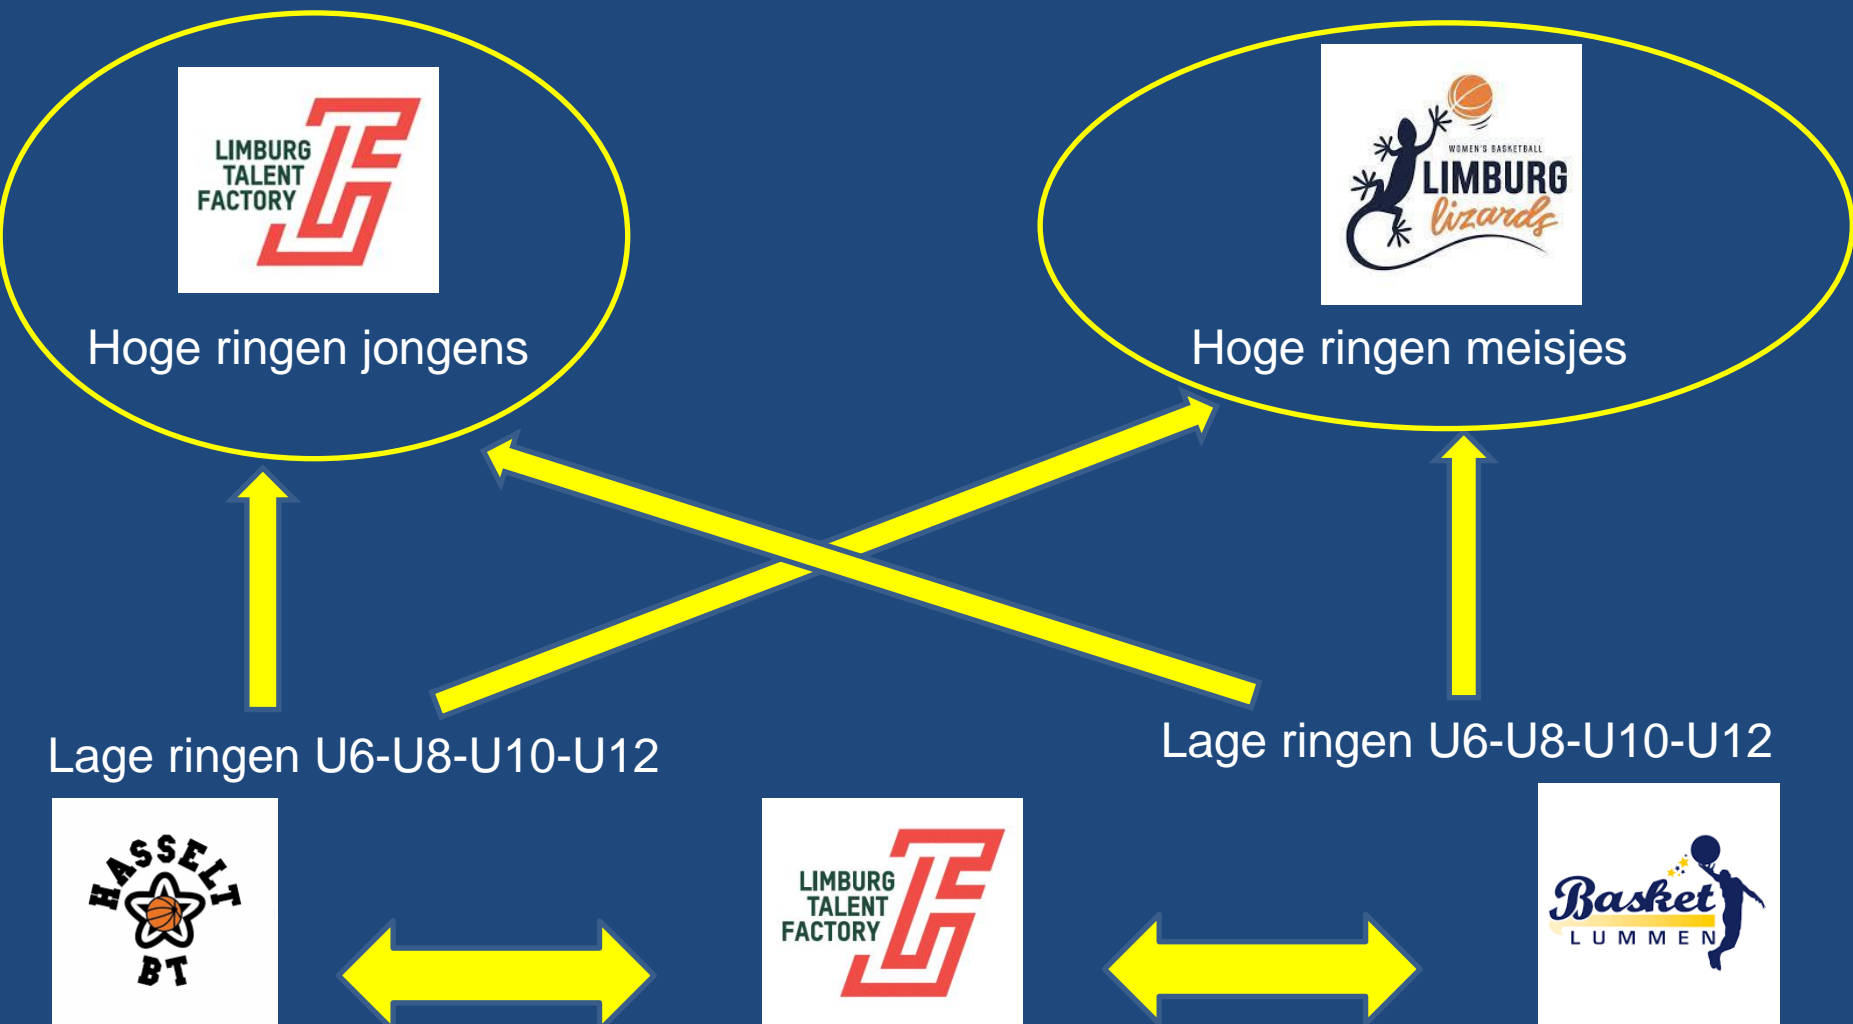 LIMBURG
TALENT
FACTORY
Hoge ringen jongens
WOMEN'S BASKETBALL
LIMBURG
lizards
Hoge ringen meisjes
Lage ringen U6-U8-U10-U12
Lage ringen U6-U8-U10-U12
HASSELT
BT
LIMBURG
TALENT
FACTORY
Basket
LUMMEN